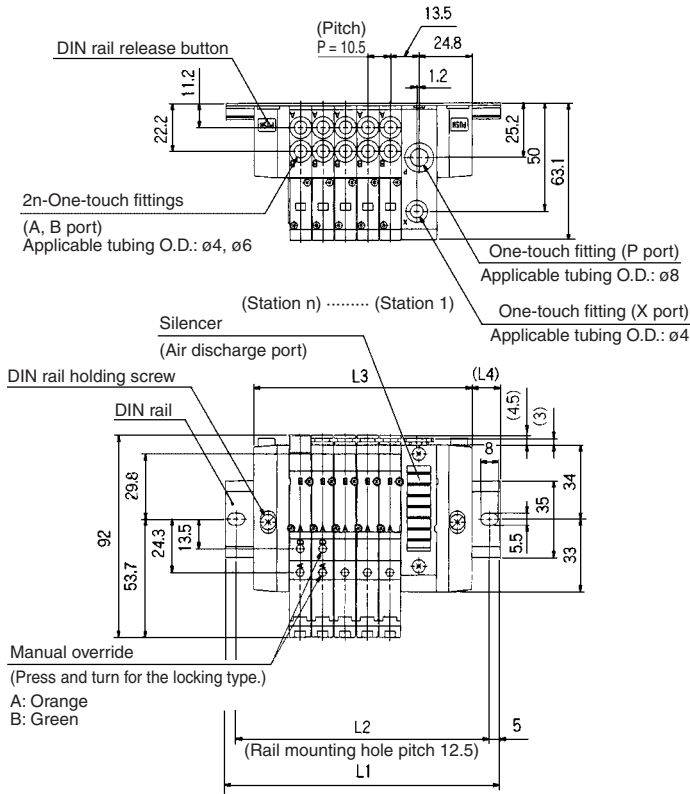 13.5
(Pitch)
P = 10.5
24.8
DIN rail release button
11.2
1.2
22.2
PUSH
PUSH
25.2
50
63.1
A A A A A
B B B B B
P
X
2n-One-touch fittings
(A, B port)
Applicable tubing O.D.: ø4, ø6
One-touch fitting (P port)
Applicable tubing O.D.: ø8
(Station n) ········· (Station 1)
One-touch fitting (X port)
Applicable tubing O.D.: ø4
Silencer
(Air discharge port)
DIN rail holding screw
DIN rail
L3
(L4)
(4.5)
(3)
8
29.8
34
35
92
24.3
13.5
5.5
33
53.7
B B B B B
A A A A A
B B
A A
Manual override
(Press and turn for the locking type.)
A: Orange
B: Green
L2
5
(Rail mounting hole pitch 12.5)
L1